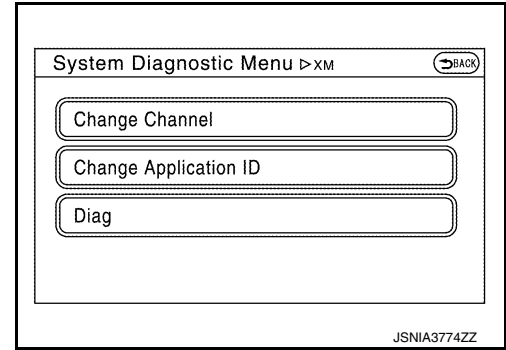 System Diagnostic Menu ▷XM BACK
Change Channel
Change Application ID
Diag
JSNIA3774ZZ